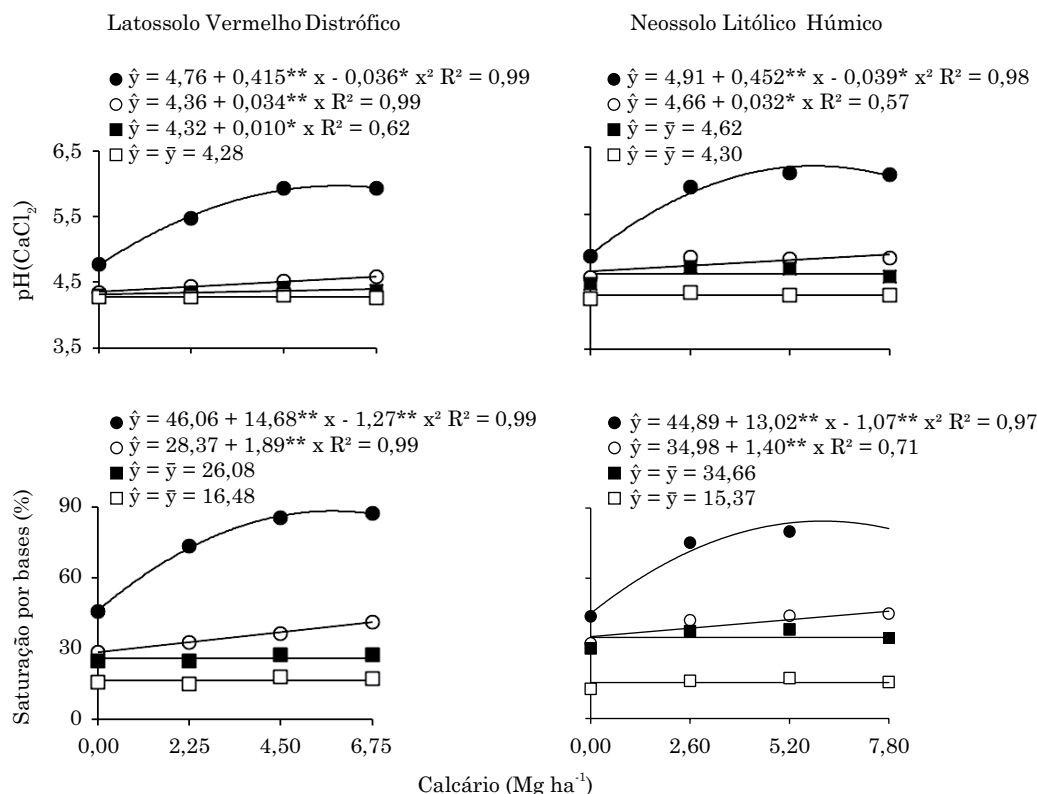 Latossolo Vermelho Distrófico
Neossolo Litólico Húmico
● ŷ = 4,76 + 0,415** x - 0,036* x² R² = 0,99
○ ŷ = 4,36 + 0,034** x R² = 0,99
■ ŷ = 4,32 + 0,010* x R² = 0,62
□ ŷ = ȳ = 4,28
● ŷ = 4,91 + 0,452** x - 0,039* x² R² = 0,98
○ ŷ = 4,66 + 0,032* x R² = 0,57
■ ŷ = ȳ = 4,62
□ ŷ = ȳ = 4,30
pH(CaCl₂)
6,5
5,5
4,5
3,5
● ŷ = 46,06 + 14,68** x - 1,27** x² R² = 0,99
○ ŷ = 28,37 + 1,89** x R² = 0,99
■ ŷ = ȳ = 26,08
□ ŷ = ȳ = 16,48
● ŷ = 44,89 + 13,02** x - 1,07** x² R² = 0,97
○ ŷ = 34,98 + 1,40** x R² = 0,71
■ ŷ = ȳ = 34,66
□ ŷ = ȳ = 15,37
Saturação por bases (%)
90
60
30
0
0,00 2,25 4,50 6,75
0,00 2,60 5,20 7,80
Calcário (Mg ha⁻¹)